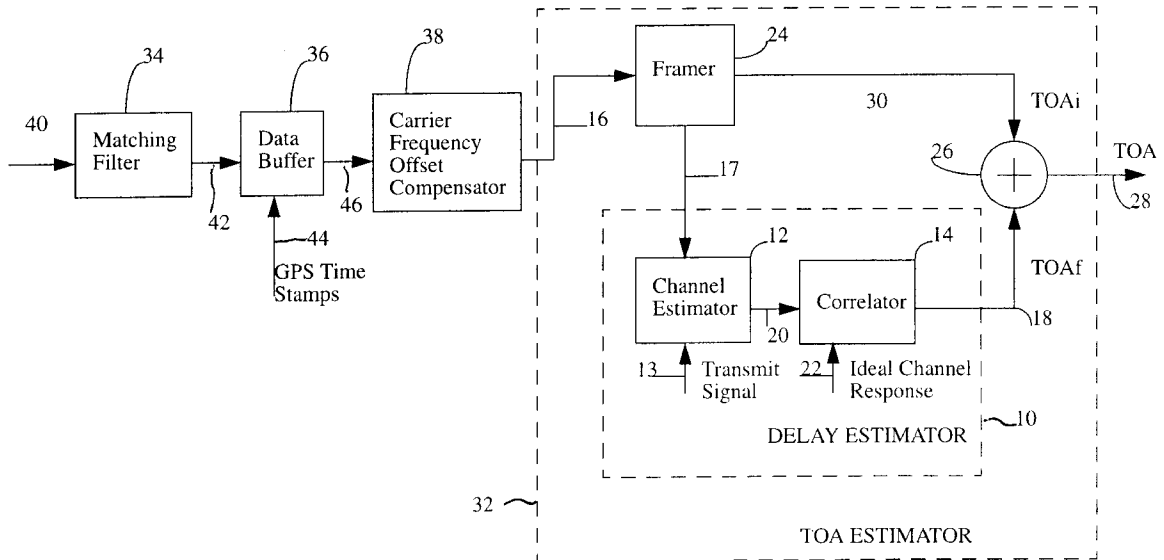 32
34
36
38
24
Framer
40
Matching
Filter
Data
Buffer
Carrier
Frequency
Offset
Compensator
16
30
TOAi
26
TOA
28
42
46
17
44
GPS Time
Stamps
12
14
TOAf
Channel
Estimator
Correlator
20
18
13
Transmit
Signal
22
Ideal Channel
Response
10
DELAY ESTIMATOR
32
TOA ESTIMATOR